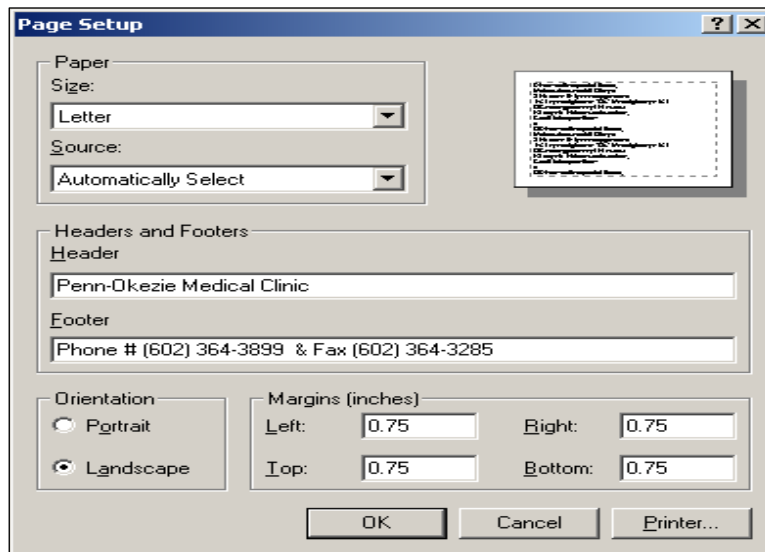 Page Setup
Paper
Size:
Letter
Source:
Automatically Select
Headers and Footers
Header
Penn-Okezie Medical Clinic
Footer
Phone # (602) 364-3899 & Fax (602) 364-3285
Orientation
Portrait
Landscape
Margins (inches)
Left: 0.75 Right: 0.75
Top: 0.75 Bottom: 0.75
OK Cancel Printer...